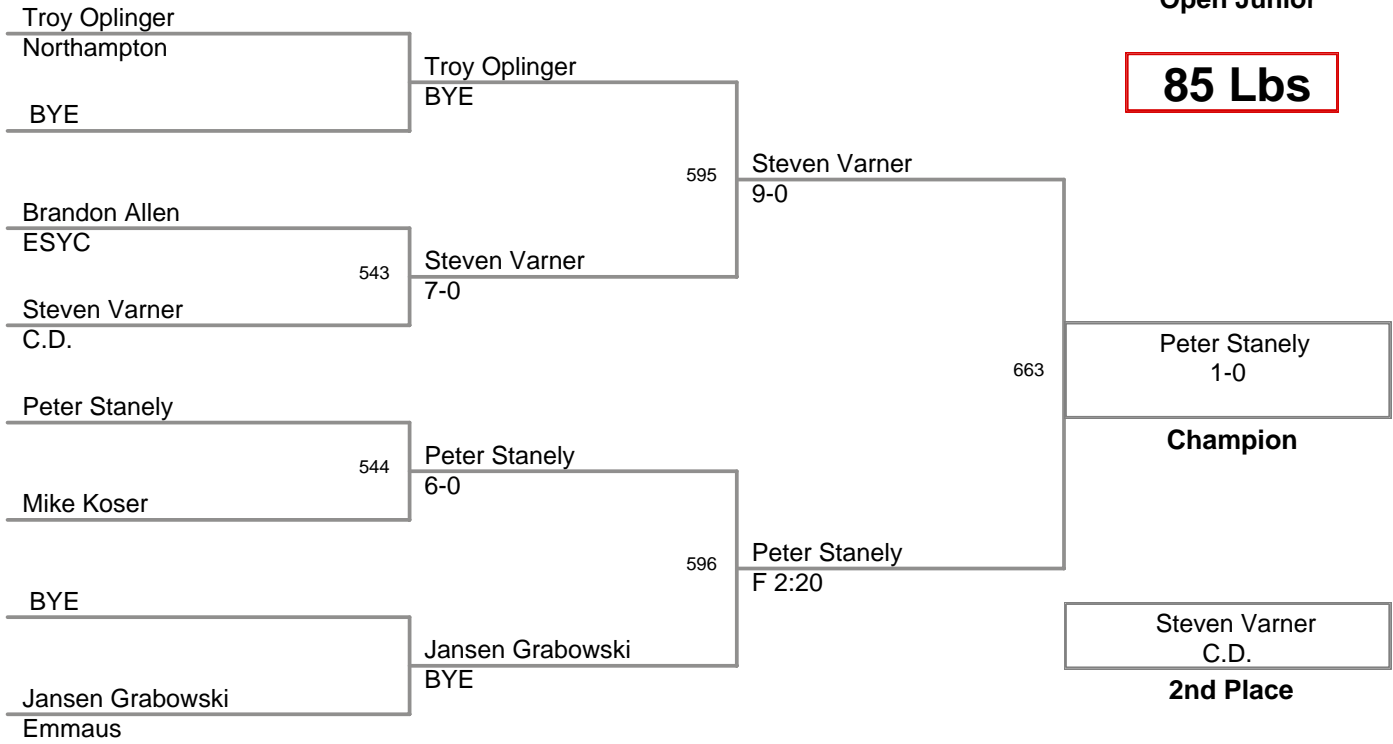 Open Junior
85 Lbs
Troy Oplinger
Northampton
BYE
Brandon Allen
ESYC
543
Steven Varner
C.D.
Peter Stanely
544
Mike Koser
BYE
Jansen Grabowski
Emmaus
Troy Oplinger
BYE
595
Steven Varner
7-0
Peter Stanely
6-0
596
Jansen Grabowski
BYE
Steven Varner
9-0
663
Peter Stanely
F 2:20
Peter Stanely
1-0
Champion
Steven Varner
C.D.
2nd Place